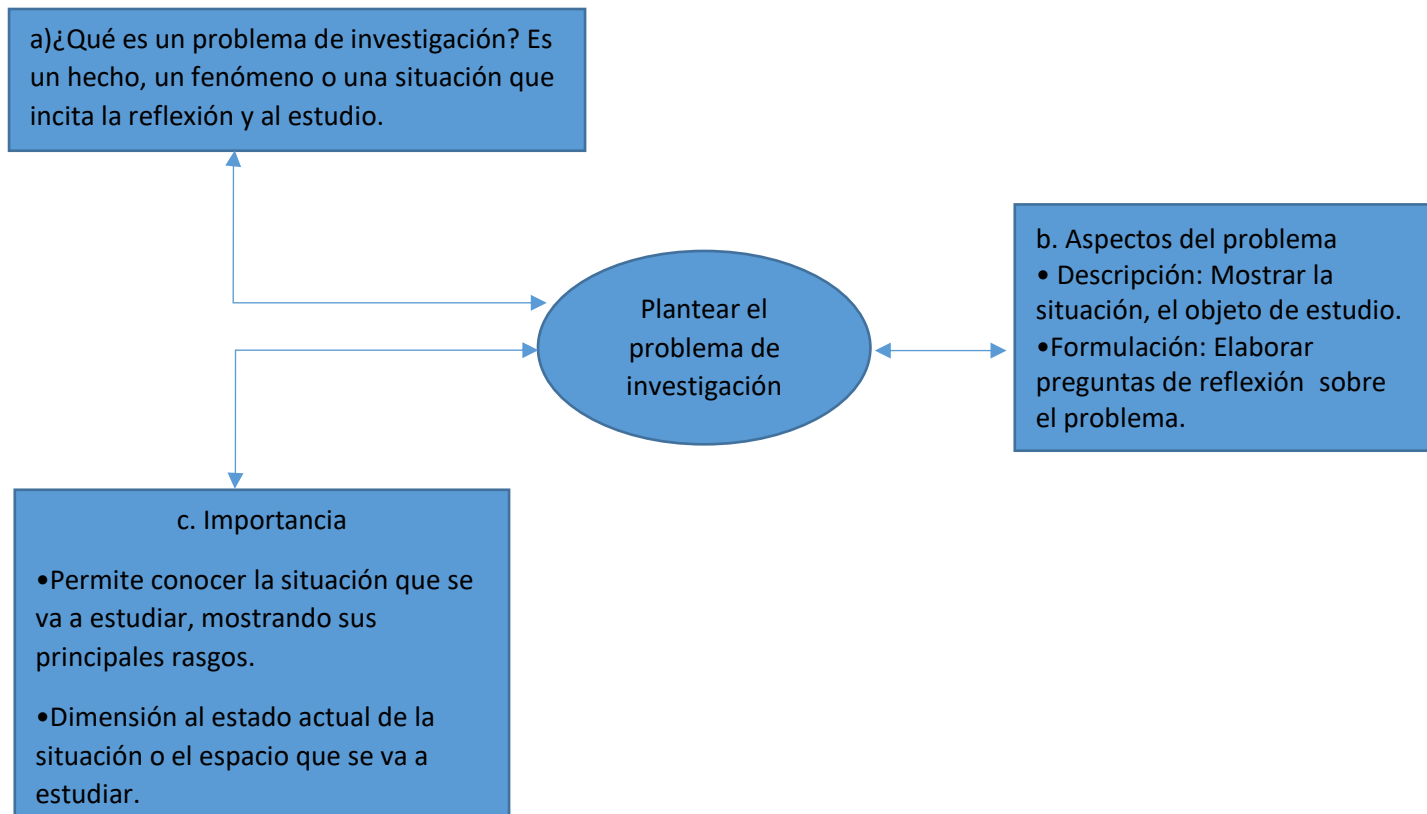 a)¿Qué es un problema de investigación? Es
un hecho, un fenómeno o una situación que
incita la reflexión y al estudio.
b. Aspectos del problema
• Descripción: Mostrar la
situación, el objeto de estudio.
•Formulación: Elaborar
preguntas de reflexión  sobre
el problema.
Plantear el
problema de
investigación
c. Importancia
•Permite conocer la situación que se
va a estudiar, mostrando sus
principales rasgos.
•Dimensión al estado actual de la
situación o el espacio que se va a
estudiar.